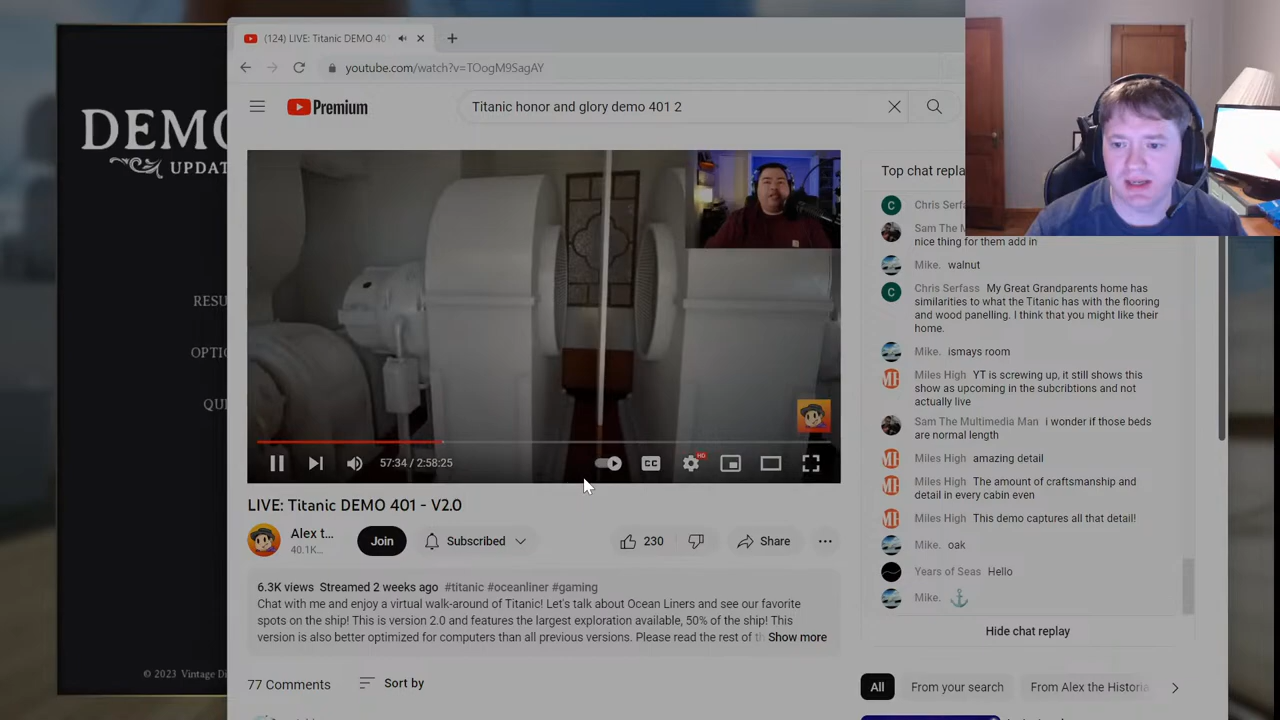 (124) LIVE: Titanic DEMO 40
youtube.com/watch?v=TOogM9SagAY
Premium
Titanic honor and glory demo 401 2
DEMO
UPDAT
RESU
OPTIO
QU
© 2023 Vintage Di
57:34 / 2:58:25
CC
HD
LIVE: Titanic DEMO 401 - V2.0
Alex t...
40.1K...
Join
Subscribed
230
Share
6.3K views Streamed 2 weeks ago #titanic #oceanliner #gaming
Chat with me and enjoy a virtual walk-around of Titanic! Let's talk about Ocean Liners and see our favorite
spots on the ship! This is version 2.0 and features the largest exploration available, 50% of the ship! This
version is also better optimized for computers than all previous versions. Please read the rest of th Show more
77 Comments
Sort by
Top chat repla
C Chris Serfa
Sam The M
nice thing for them add in
Mike. walnut
C Chris Serfass My Great Grandparents home has
similarities to what the Titanic has with the flooring
and wood panelling. I think that you might like their
home.
Mike. ismays room
MH Miles High YT is screwing up, it still shows this
show as upcoming in the subcribtions and not
actually live
Sam The Multimedia Man i wonder if those beds
are normal length
MH Miles High amazing detail
MH Miles High The amount of craftsmanship and
detail in every cabin even
MH Miles High This demo captures all that detail!
Mike. oak
Years of Seas Hello
Mike. ⚓
Hide chat replay
All
From your search
From Alex the Historia